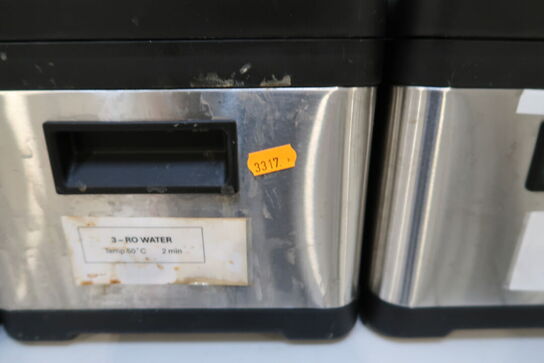 3317.
3 – RO WATER
Temp.60°C 2 min